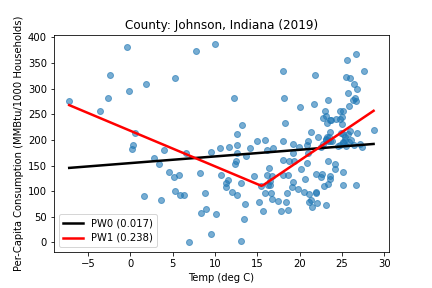 County: Johnson, Indiana (2019)
Per-Capita Consumption (MMBtu/1000 Households)
400
350
300
250
200
150
100
50
0
PW0 (0.017)
PW1 (0.238)
−5 0 5 10 15 20 25 30
Temp (deg C)